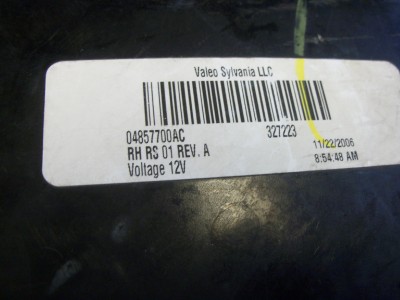 Valeo Sylvania LLC
04857700AC 327223
RH RS 01 REV. A 11/22/2006
Voltage 12V 8:54:48 AM